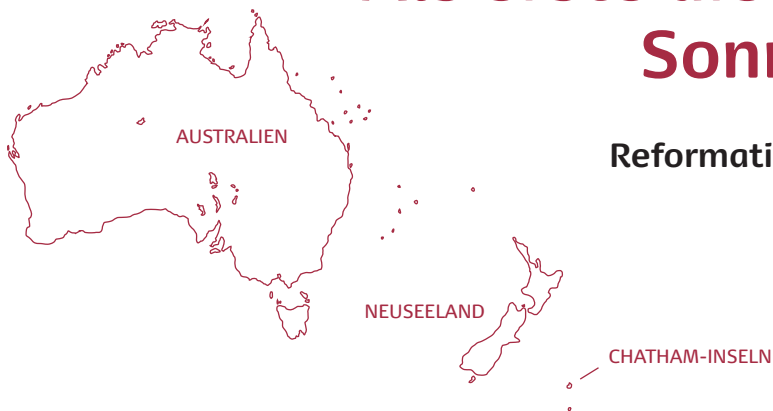 Sonn
Reformati
AUSTRALIEN
NEUSEELAND
CHATHAM-INSELN